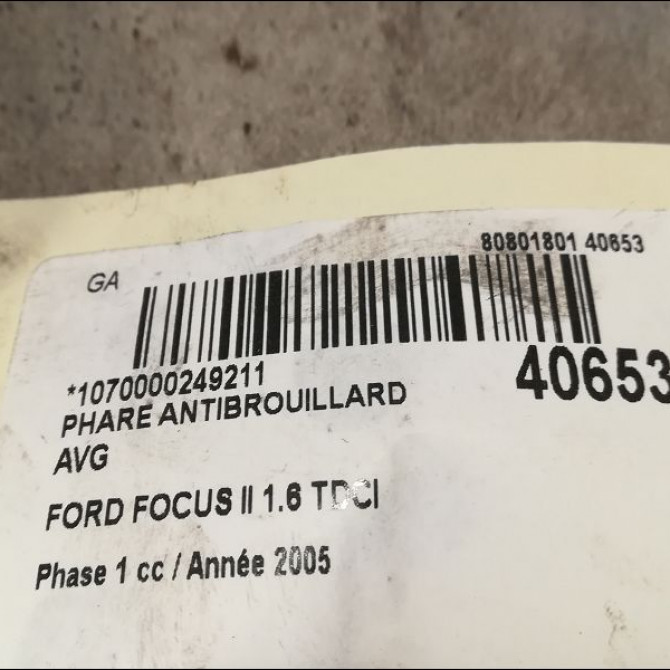 80801801 40653
GA
*1070000249211
40653
PHARE ANTIBROUILLARD
AVG
FORD FOCUS II 1.6 TDCI
Phase 1 cc / Année 2005